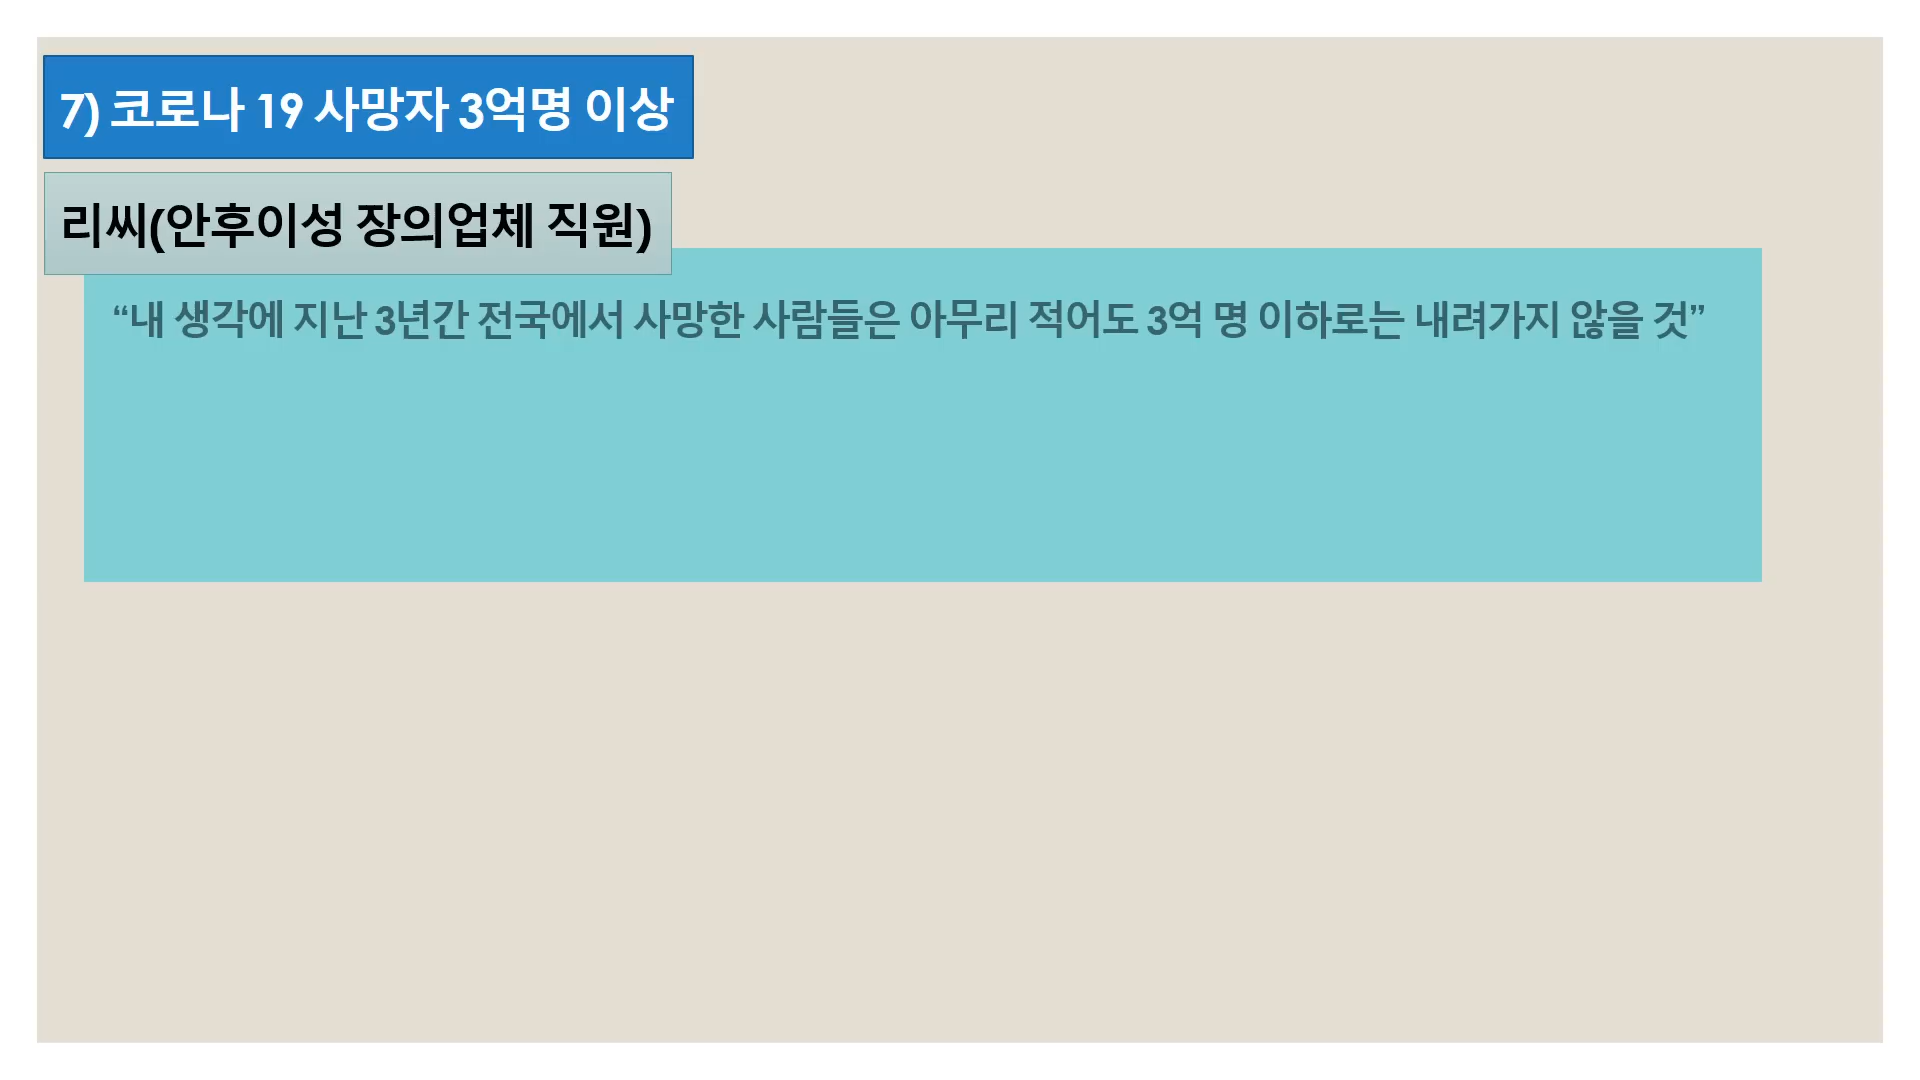 7) 코로나 19 사망자 3억명 이상
리씨(안후이성 장의업체 직원)
“내 생각에 지난 3년간 전국에서 사망한 사람들은 아무리 적어도 3억 명 이하로는 내려가지 않을 것”